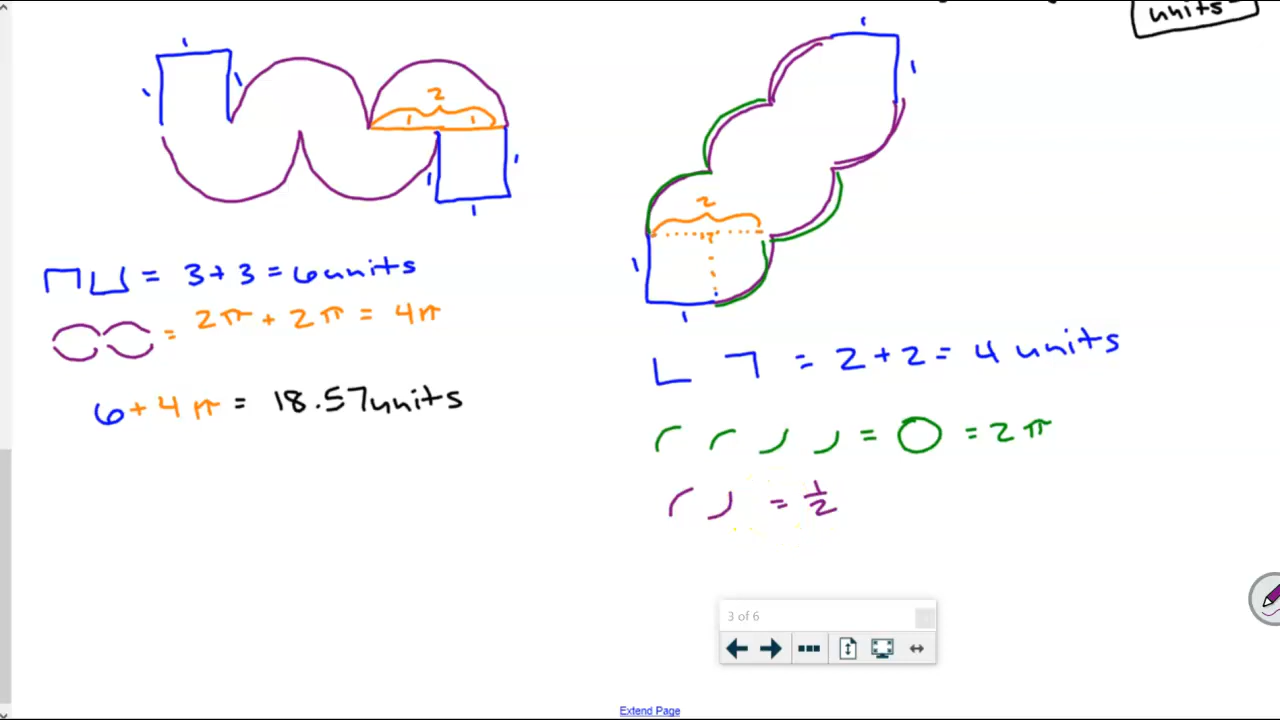 units
1
1
1
2
1
1
1
1
1
1
1
2
1
1
= 3+3 = 6 units
= 2π + 2π = 4π
6 + 4π = 18.57 units
= 2 + 2 = 4 units
= = 2π
= 1/2
3 of 6
Extend Page